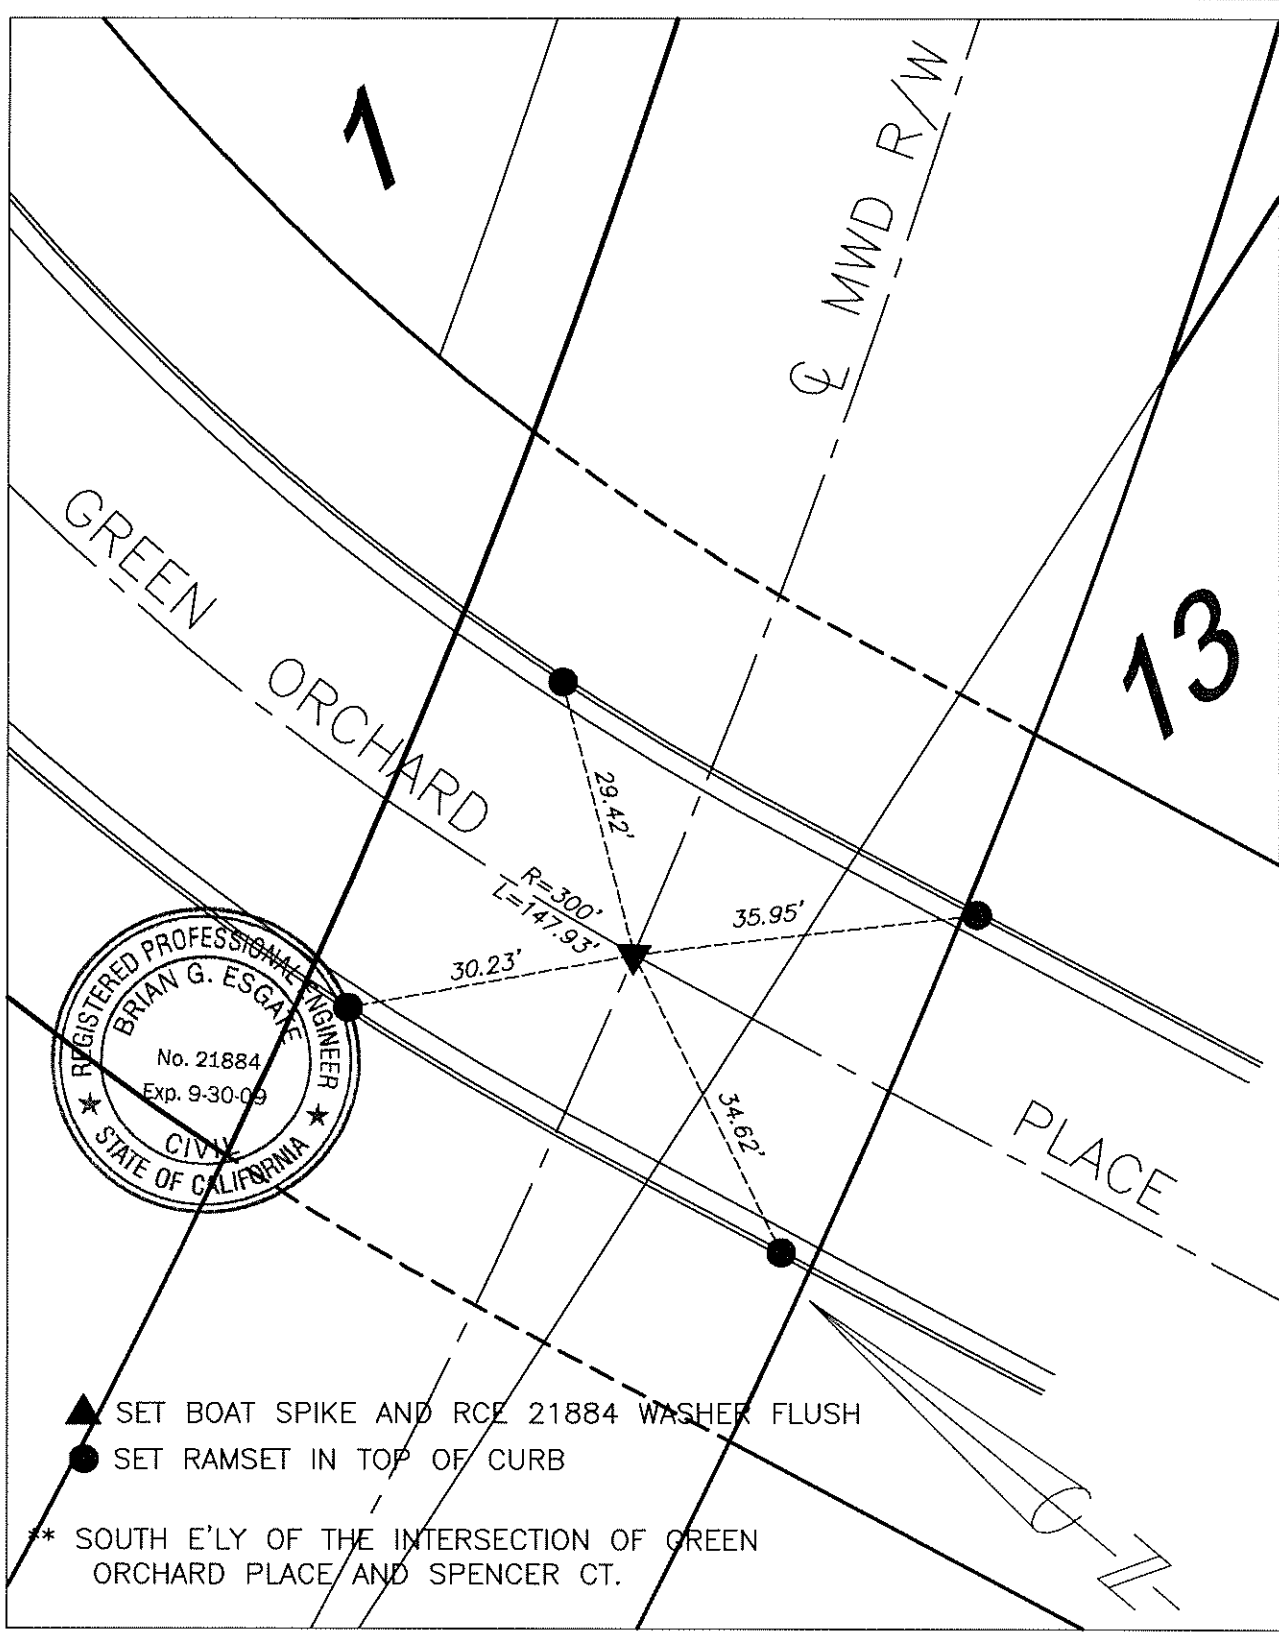 1
℄ MWD R/W
GREEN ORCHARD PLACE
13
29.42'
R=300'
L=147.93'
35.95'
30.23'
34.62'
REGISTERED PROFESSIONAL ENGINEER
BRIAN G. ESGATE
No. 21884
Exp. 9-30-09
CIVIL
STATE OF CALIFORNIA
SET BOAT SPIKE AND RCE 21884 WASHER FLUSH
SET RAMSET IN TOP OF CURB
** SOUTH E'LY OF THE INTERSECTION OF GREEN
ORCHARD PLACE AND SPENCER CT.
N